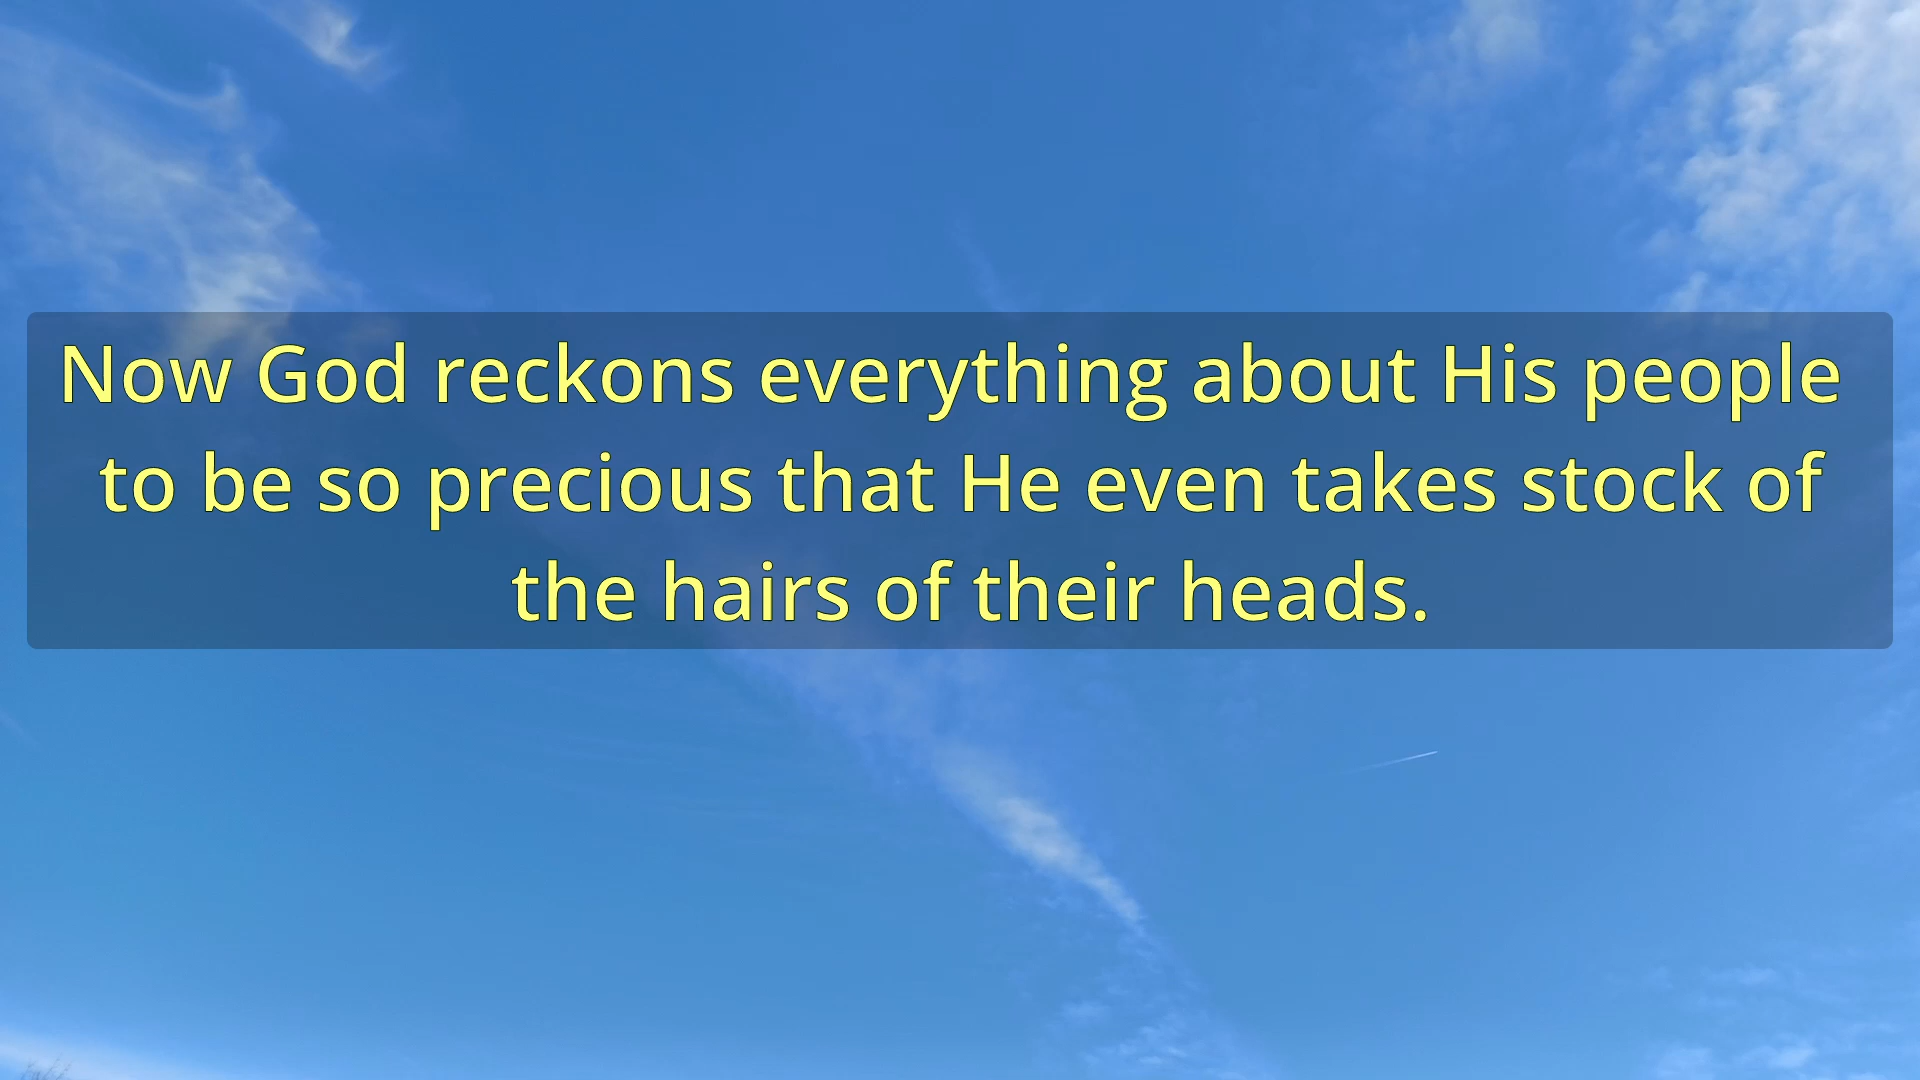 Now God reckons everything about His people
to be so precious that He even takes stock of
the hairs of their heads.